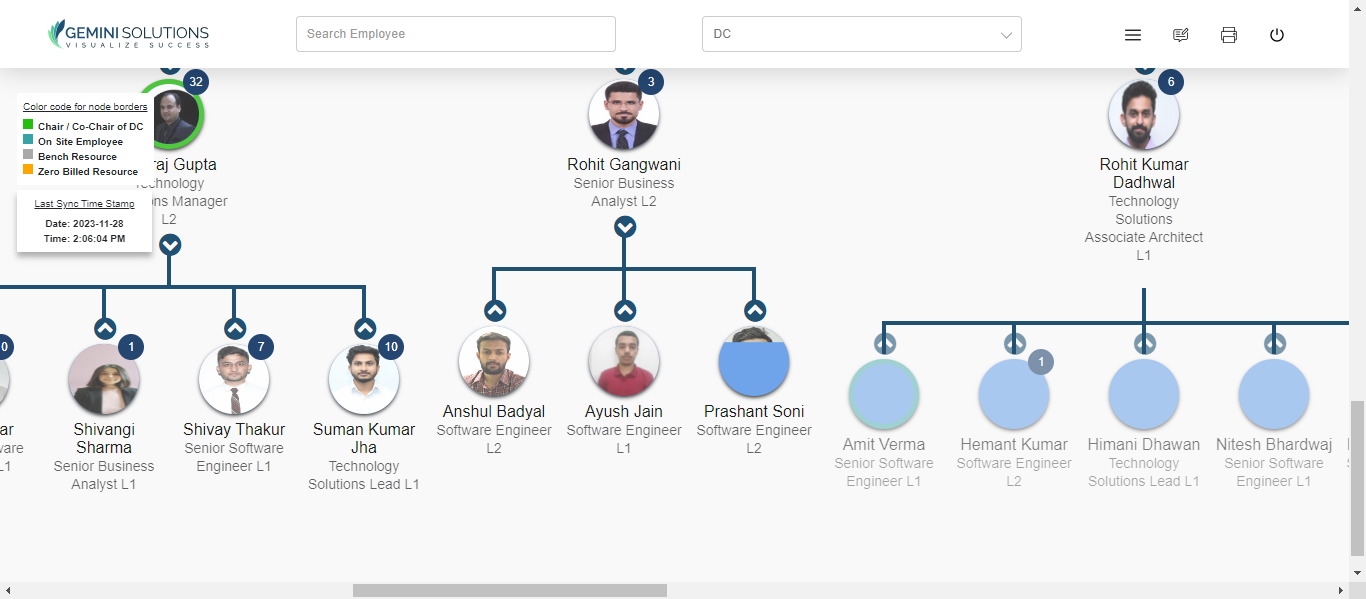 GEMINI SOLUTIONS
VISUALIZE SUCCESS
Search Employee
DC
32
3
6
Color code for node borders
Chair / Co-Chair of DC
On Site Employee
Bench Resource
Zero Billed Resource
Last Sync Time Stamp
Date: 2023-11-28
Time: 2:06:04 PM
raj Gupta
Technology
ons Manager
L2
Rohit Gangwani
Senior Business
Analyst L2
Rohit Kumar
Dadhwal
Technology
Solutions
Associate Architect
L1
0
ar
ware
L1
1
Shivangi
Sharma
Senior Business
Analyst L1
7
Shivay Thakur
Senior Software
Engineer L1
10
Suman Kumar
Jha
Technology
Solutions Lead L1
Anshul Badyal
Software Engineer
L2
Ayush Jain
Software Engineer
L1
Prashant Soni
Software Engineer
L2
Amit Verma
Senior Software
Engineer L1
1
Hemant Kumar
Software Engineer
L2
Himani Dhawan
Technology
Solutions Lead L1
Nitesh Bhardwaj
Senior Software
Engineer L1